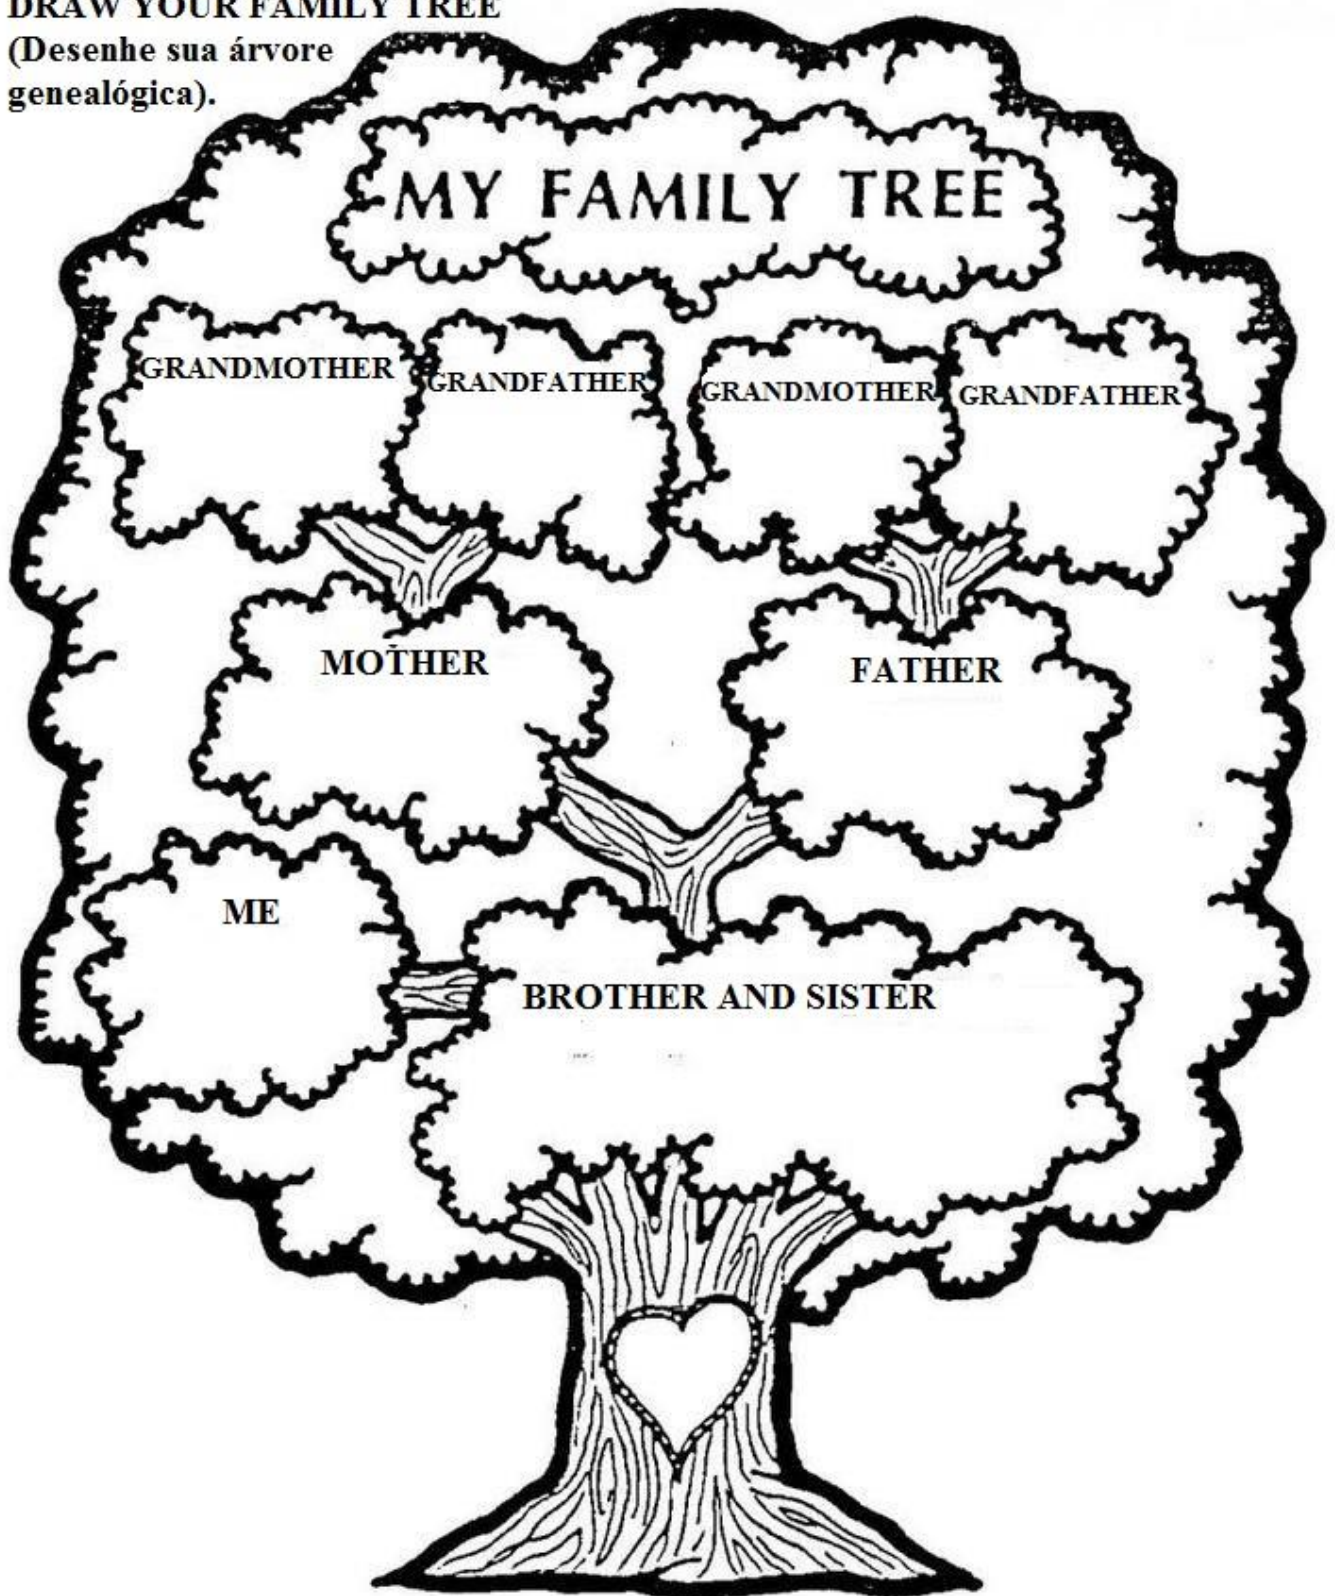 DRAW YOUR FAMILY TREE
(Desenhe sua árvore
genealógica).
MY FAMILY TREE
GRANDMOTHER GRANDFATHER GRANDMOTHER GRANDFATHER
MOTHER FATHER
ME
BROTHER AND SISTER